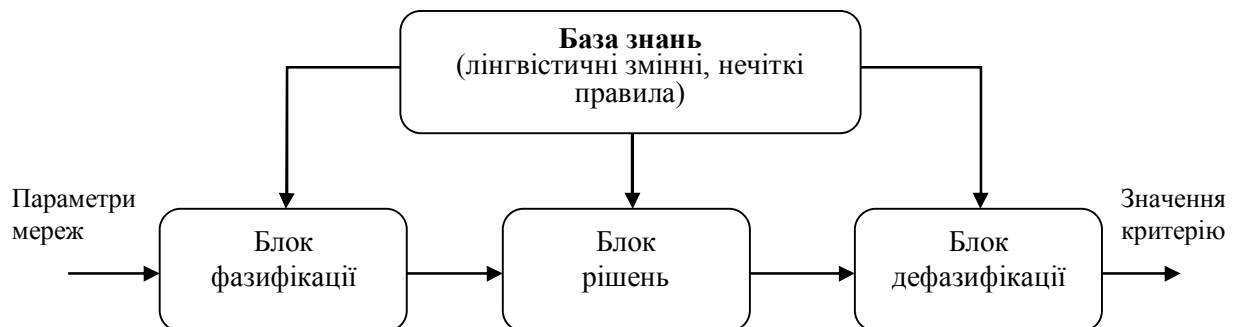 База знань
(лінгвістичні змінні, нечіткі
правила)
Параметри
мереж
Блок
фазифікації
Блок
рішень
Блок
дефазифікації
Значення
критерію